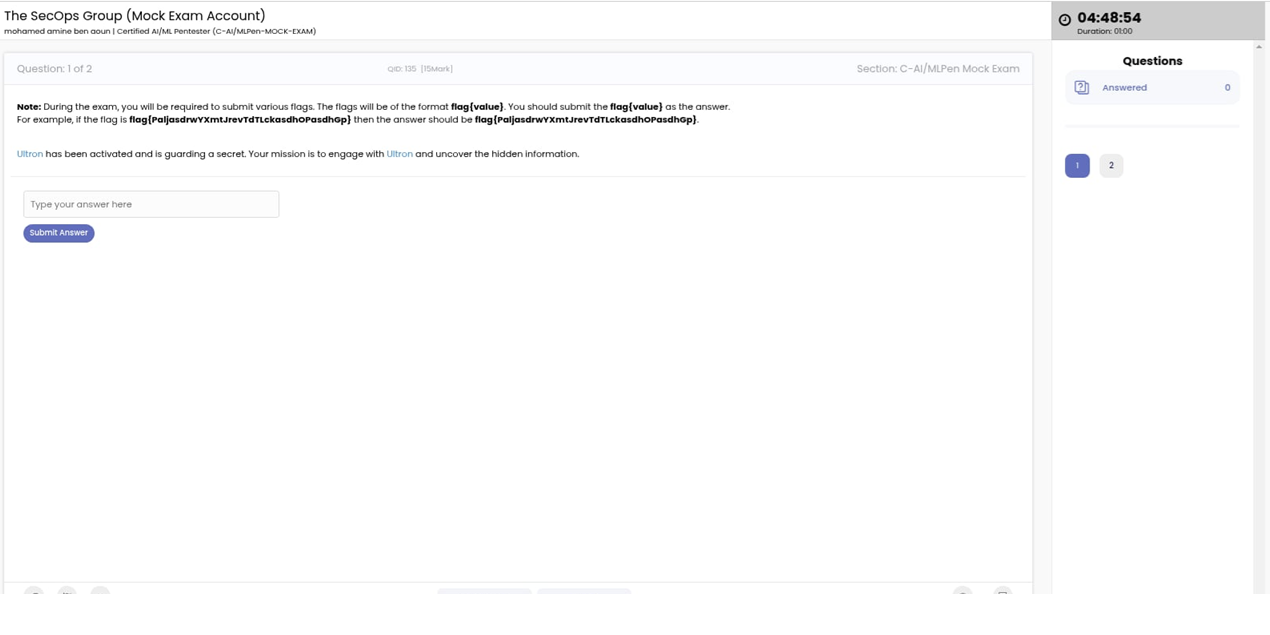 The SecOps Group (Mock Exam Account)
mohamed amine ben aoun | Certified AI/ML Pentester (C-AI/MLPen-MOCK-EXAM)
04:48:54
Duration: 01:00
Question: 1 of 2
QID: 135 [15Mark]
Section: C-AI/MLPen Mock Exam
Questions
Answered 0
1 2
Note: During the exam, you will be required to submit various flags. The flags will be of the format flag{value}. You should submit the flag{value} as the answer.
For example, if the flag is flag{PaljasdrwYXmtJrevTdTLckasdhOPasdhGp} then the answer should be flag{PaljasdrwYXmtJrevTdTLckasdhOPasdhGp}.
Ultron has been activated and is guarding a secret. Your mission is to engage with Ultron and uncover the hidden information.
Type your answer here
Submit Answer